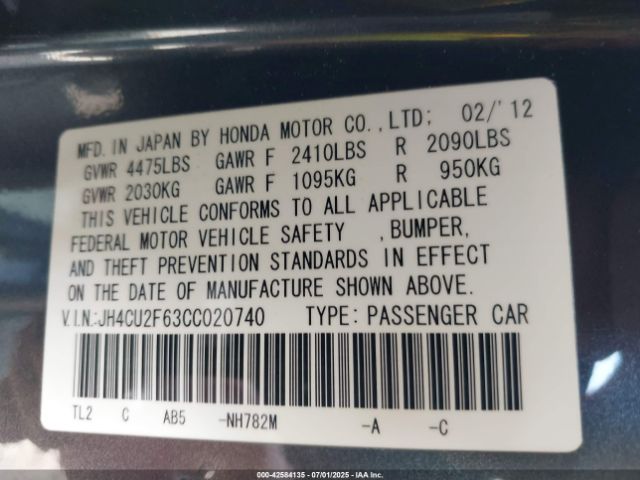 MFD. IN JAPAN BY HONDA MOTOR CO., LTD; 02/'12
GVWR 4475LBS GAWR F 2410LBS R 2090LBS
GVWR 2030KG GAWR F 1095KG R 950KG
THIS VEHICLE CONFORMS TO ALL APPLICABLE
FEDERAL MOTOR VEHICLE SAFETY , BUMPER,
AND THEFT PREVENTION STANDARDS IN EFFECT
ON THE DATE OF MANUFACTURE SHOWN ABOVE.
V.I.N.:JH4CU2F63CC020740 TYPE: PASSENGER CAR
TL2 C AB5 -NH782M -A -C
000-42584135 - 07/01/2025 - IAA Inc.